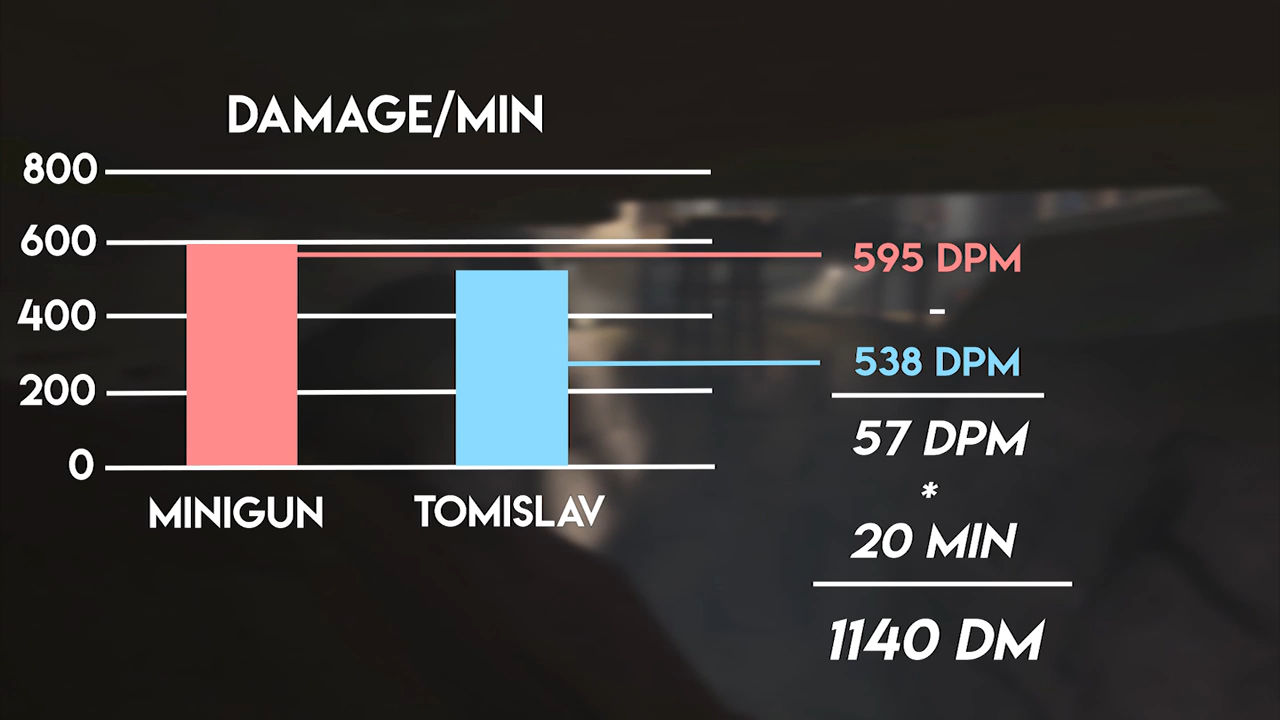 DAMAGE/MIN
800
600
400
200
0
MINIGUN
TOMISLAV
595 DPM
-
538 DPM
57 DPM
*
20 MIN
1140 DM